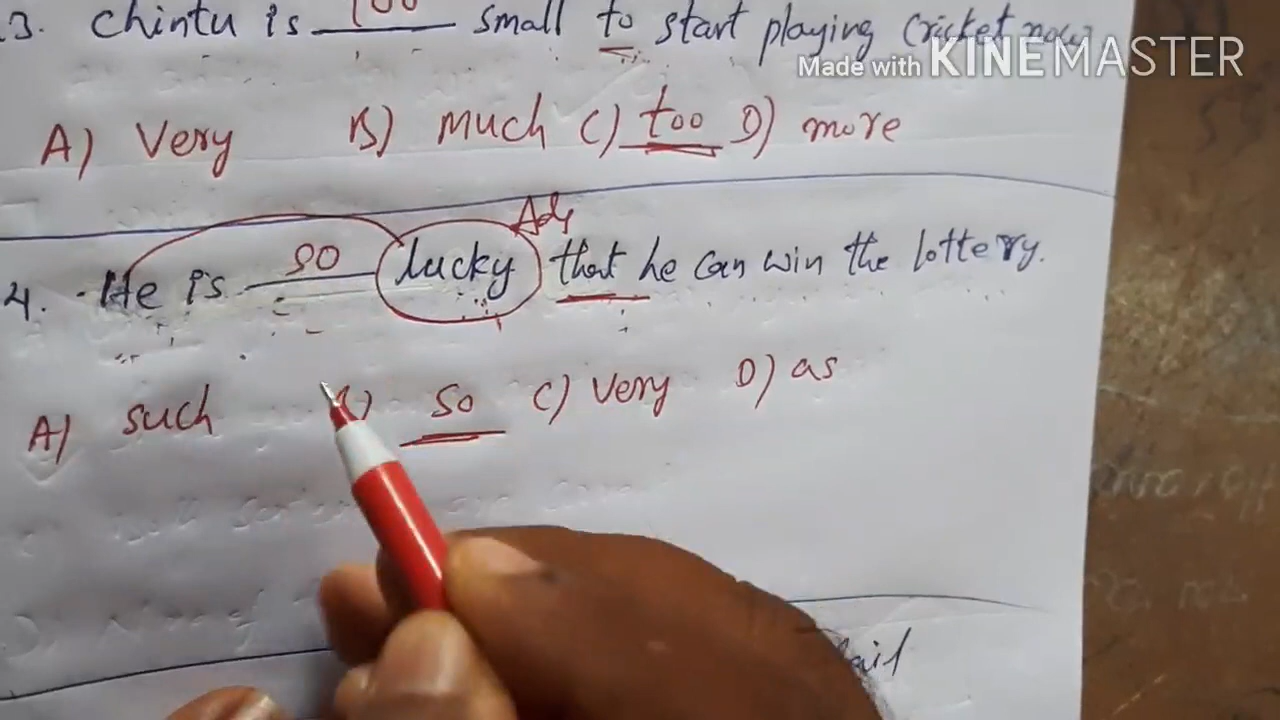 3. Chintu is too small to start playing cricket now
Made with KINEMASTER
A) Very B) much C) too D) more
Adj
4. He is so lucky that he can win the lottery.
A) such B) so C) Very D) as